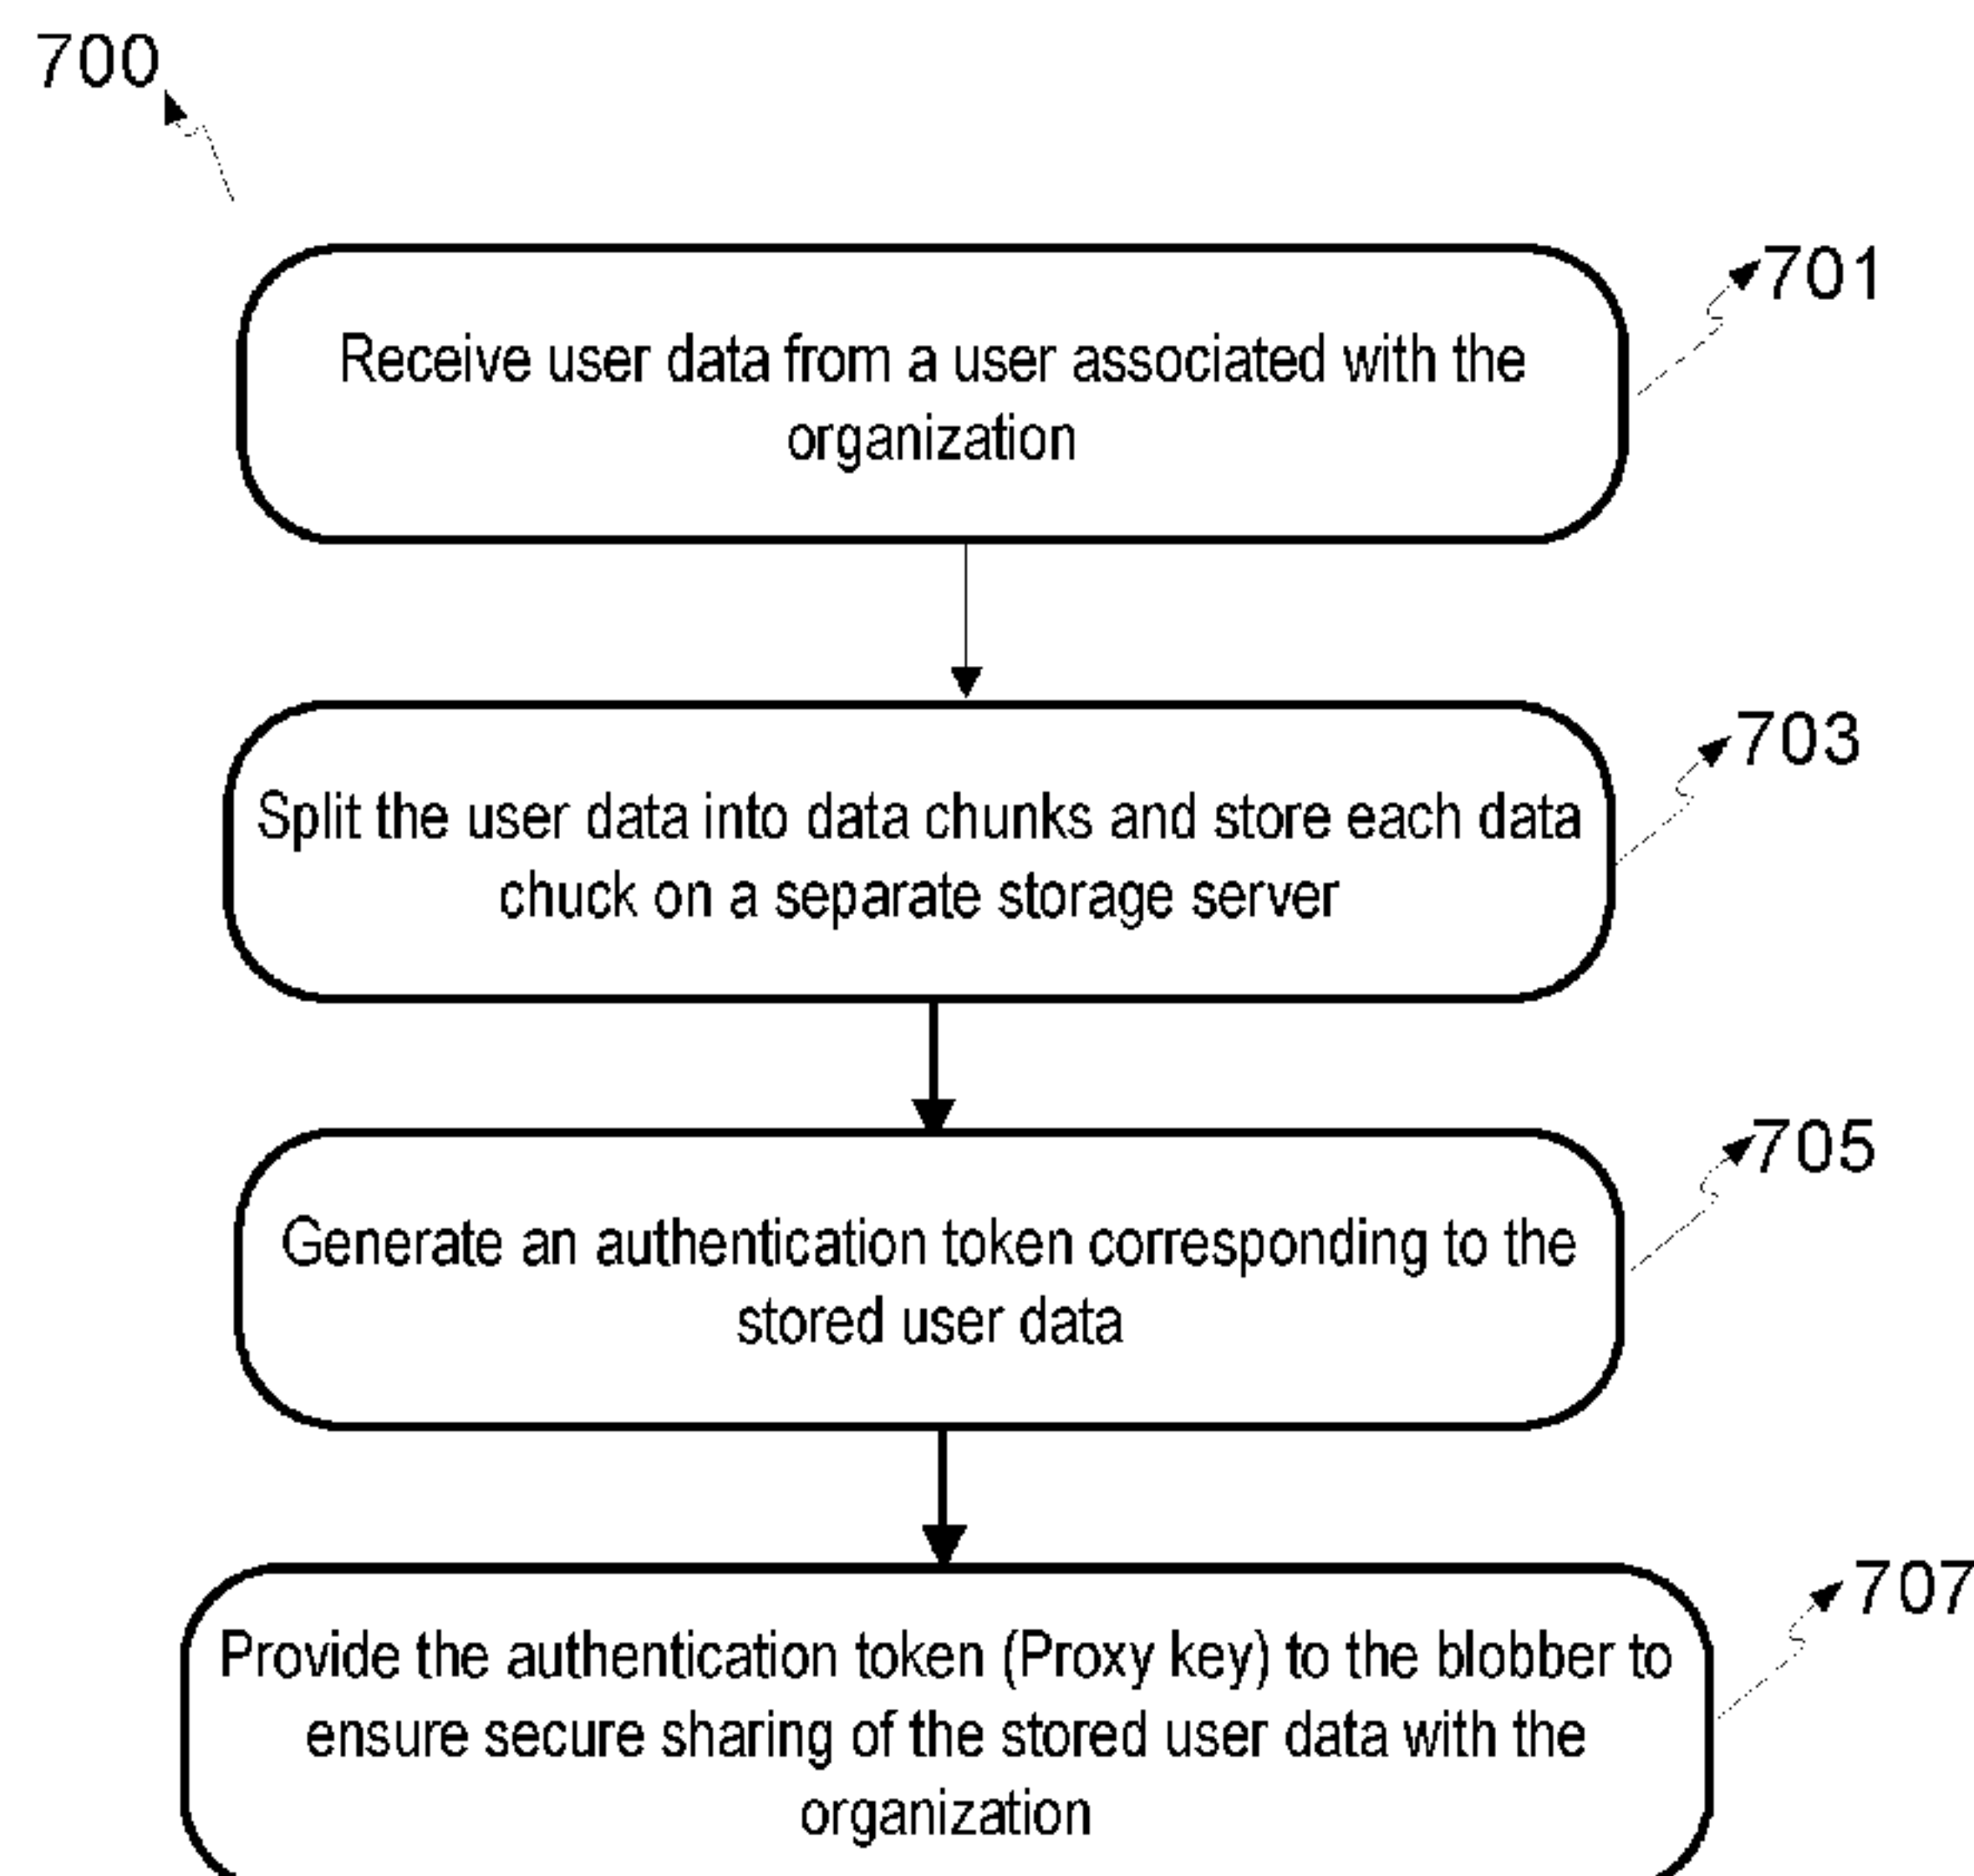 700
701
Receive user data from a user associated with the
organization
703
Split the user data into data chunks and store each data
chuck on a separate storage server
705
Generate an authentication token corresponding to the
stored user data
707
Provide the authentication token (Proxy key) to the blobber to
ensure secure sharing of the stored user data with the
organization